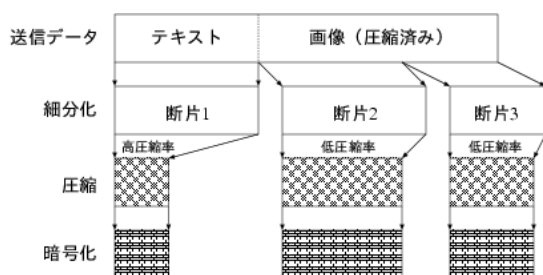 送信データ テキスト 画像（圧縮済み）
細分化 断片1 断片2 断片3
高圧縮率 低圧縮率 低圧縮率
圧縮
暗号化